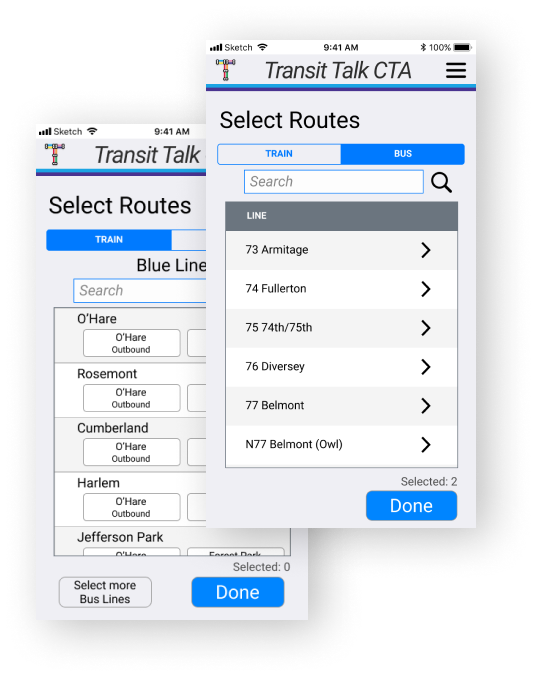 Sketch
9:41 AM
100%
Transit Talk CTA
Select Routes
TRAIN
BUS
Search
LINE
73 Armitage
74 Fullerton
75 74th/75th
76 Diversey
77 Belmont
N77 Belmont (Owl)
Selected: 2
Done
Sketch
9:41 AM
Transit Talk
Select Routes
TRAIN
Blue Line
Search
O'Hare
O'Hare
Outbound
Rosemont
O'Hare
Outbound
Cumberland
O'Hare
Outbound
Harlem
O'Hare
Outbound
Jefferson Park
O'Hare
Forest Park
Selected: 0
Select more
Bus Lines
Done